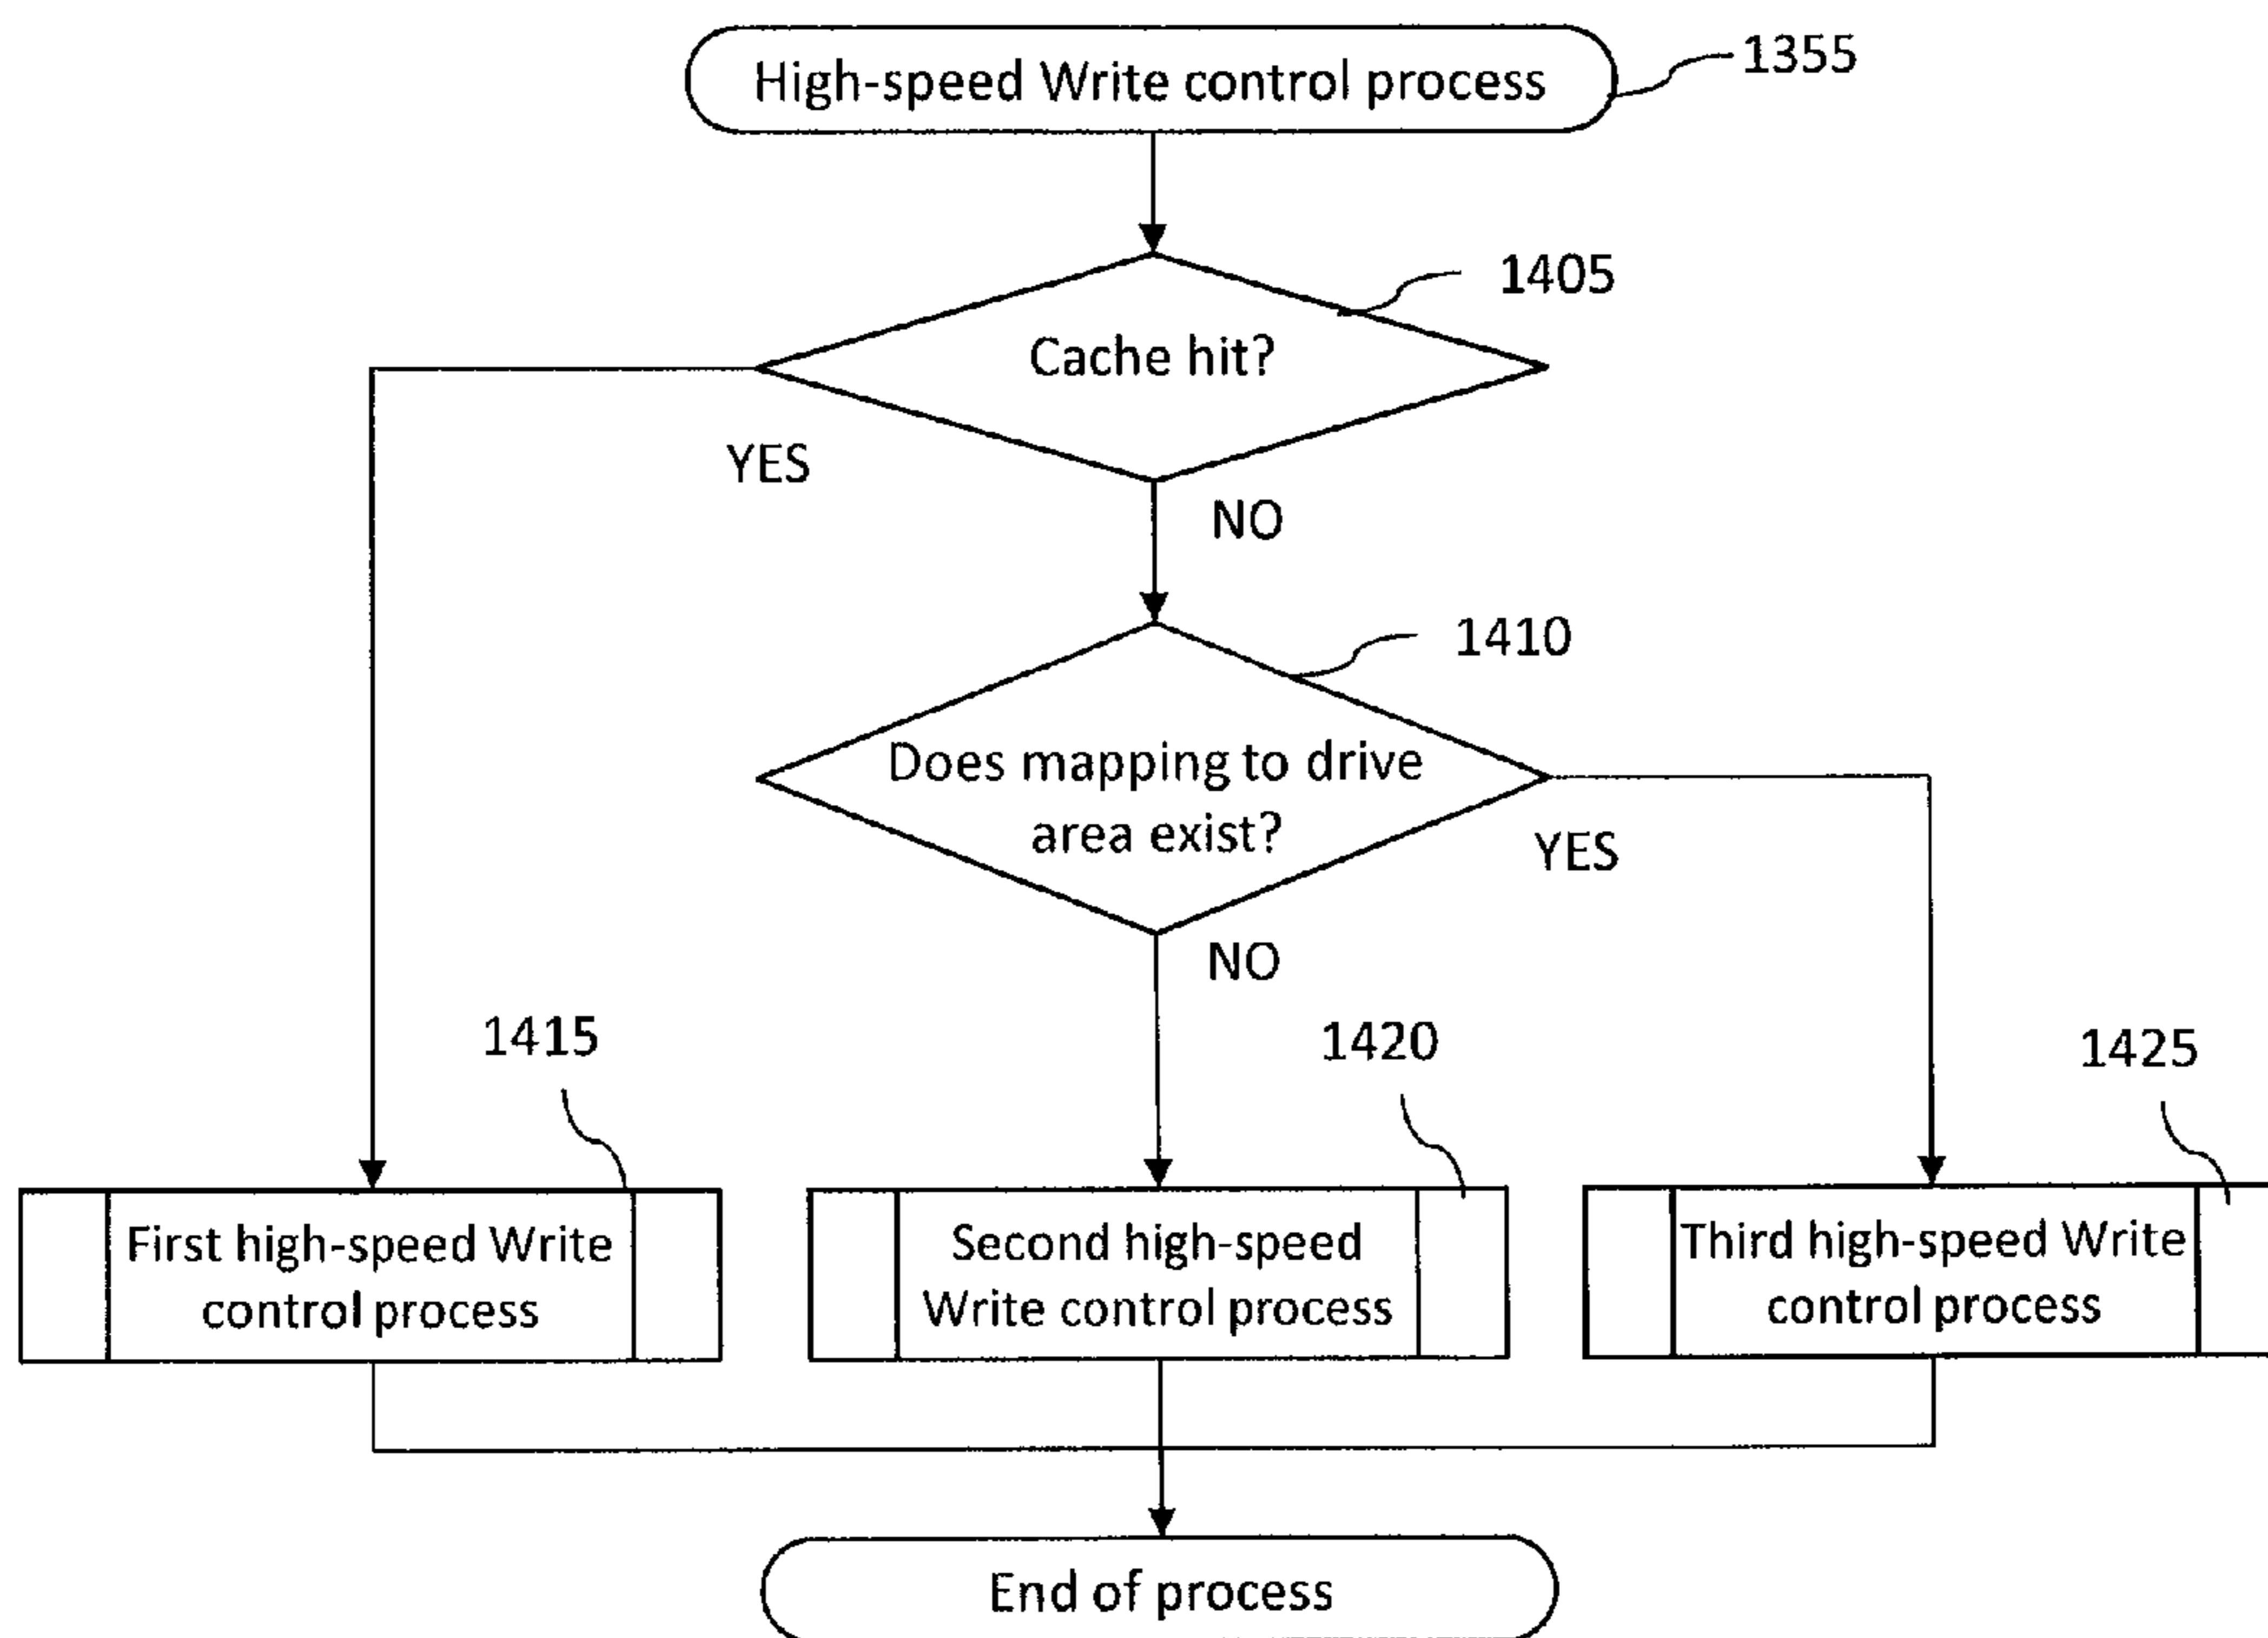 High-speed Write control process
1355
1405
Cache hit?
YES
NO
1410
Does mapping to drive
area exist?
YES
NO
1415
1420
1425
First high-speed Write
control process
Second high-speed
Write control process
Third high-speed Write
control process
End of process